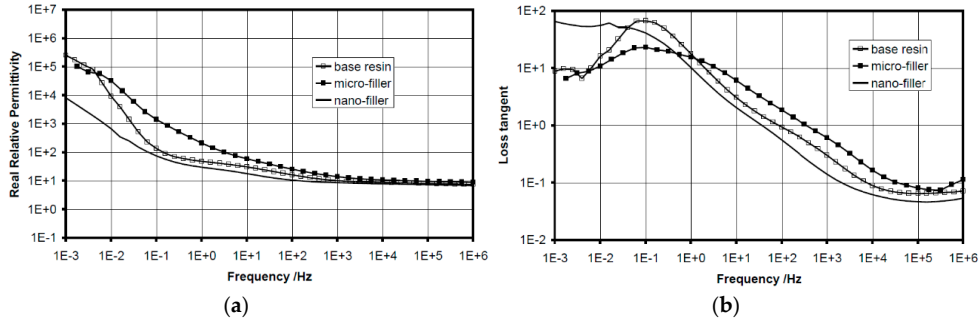 1E+7
1E+6
1E+5
1E+4
1E+3
1E+2
1E+1
1E+0
1E-1
Real Relative Permittivity
base resin
micro-filler
nano-filler
1E-3 1E-2 1E-1 1E+0 1E+1 1E+2 1E+3 1E+4 1E+5 1E+6
Frequency /Hz
(a)
1E+2
1E+1
1E+0
1E-1
1E-2
Loss tangent
base resin
micro-filler
nano-filler
1E-3 1E-2 1E-1 1E+0 1E+1 1E+2 1E+3 1E+4 1E+5 1E+6
Frequency /Hz
(b)